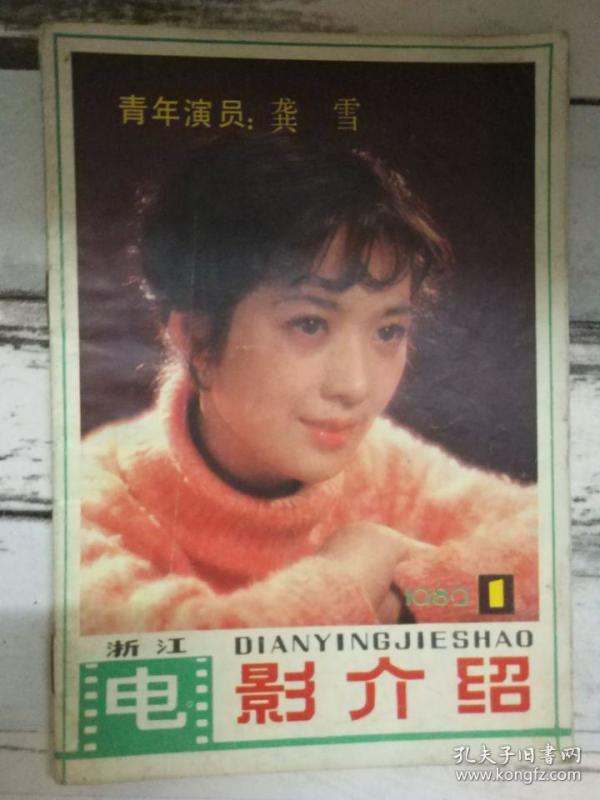 青年演员：龚雪
1982 1
浙江 DIANYINGJIESHAO
电影介绍
孔夫子旧书网
www.kongfz.com